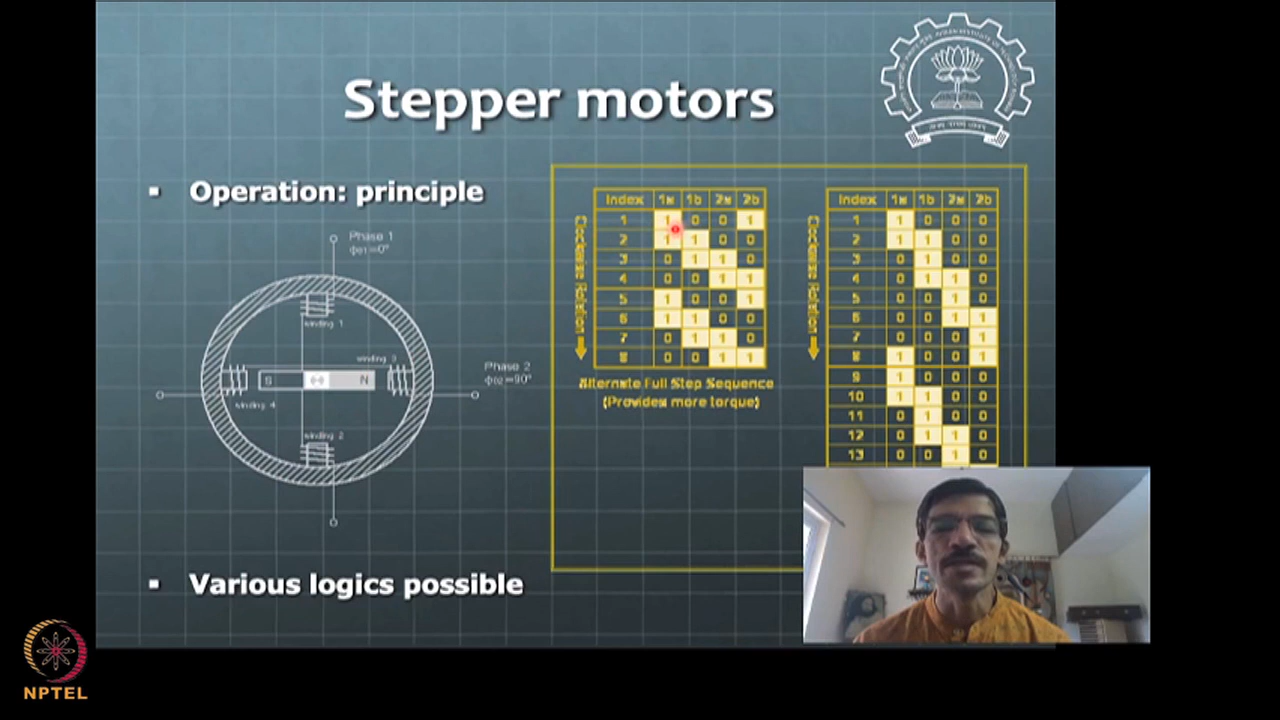 Stepper motors
▪ Operation: principle
Phase 1
φ01=0°
winding 1
winding 3
S
N
Phase 2
φ02=90°
winding 4
winding 2
▪ Various logics possible
Clockwise Rotation
Index 1a 1b 2a 2b
1 1 0 0 1
2 1 1 0 0
3 0 1 1 0
4 0 0 1 1
5 1 0 0 1
6 1 1 0 0
7 0 1 1 0
8 0 0 1 1
Alternate Full Step Sequence
(Provides more torque)
Clockwise Rotation
Index 1a 1b 2a 2b
1 1 0 0 0
2 1 1 0 0
3 0 1 0 0
4 0 1 1 0
5 0 0 1 0
6 0 0 1 1
7 0 0 0 1
8 1 0 0 1
9 1 0 0 0
10 1 1 0 0
11 0 1 0 0
12 0 1 1 0
13 0 0 1 0
NPTEL